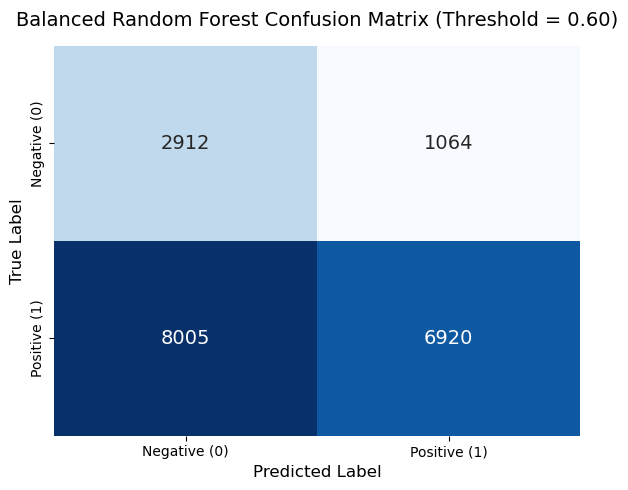 Balanced Random Forest Confusion Matrix (Threshold = 0.60)
True Label
Negative (0)
2912
1064
Positive (1)
8005
6920
Negative (0)
Positive (1)
Predicted Label